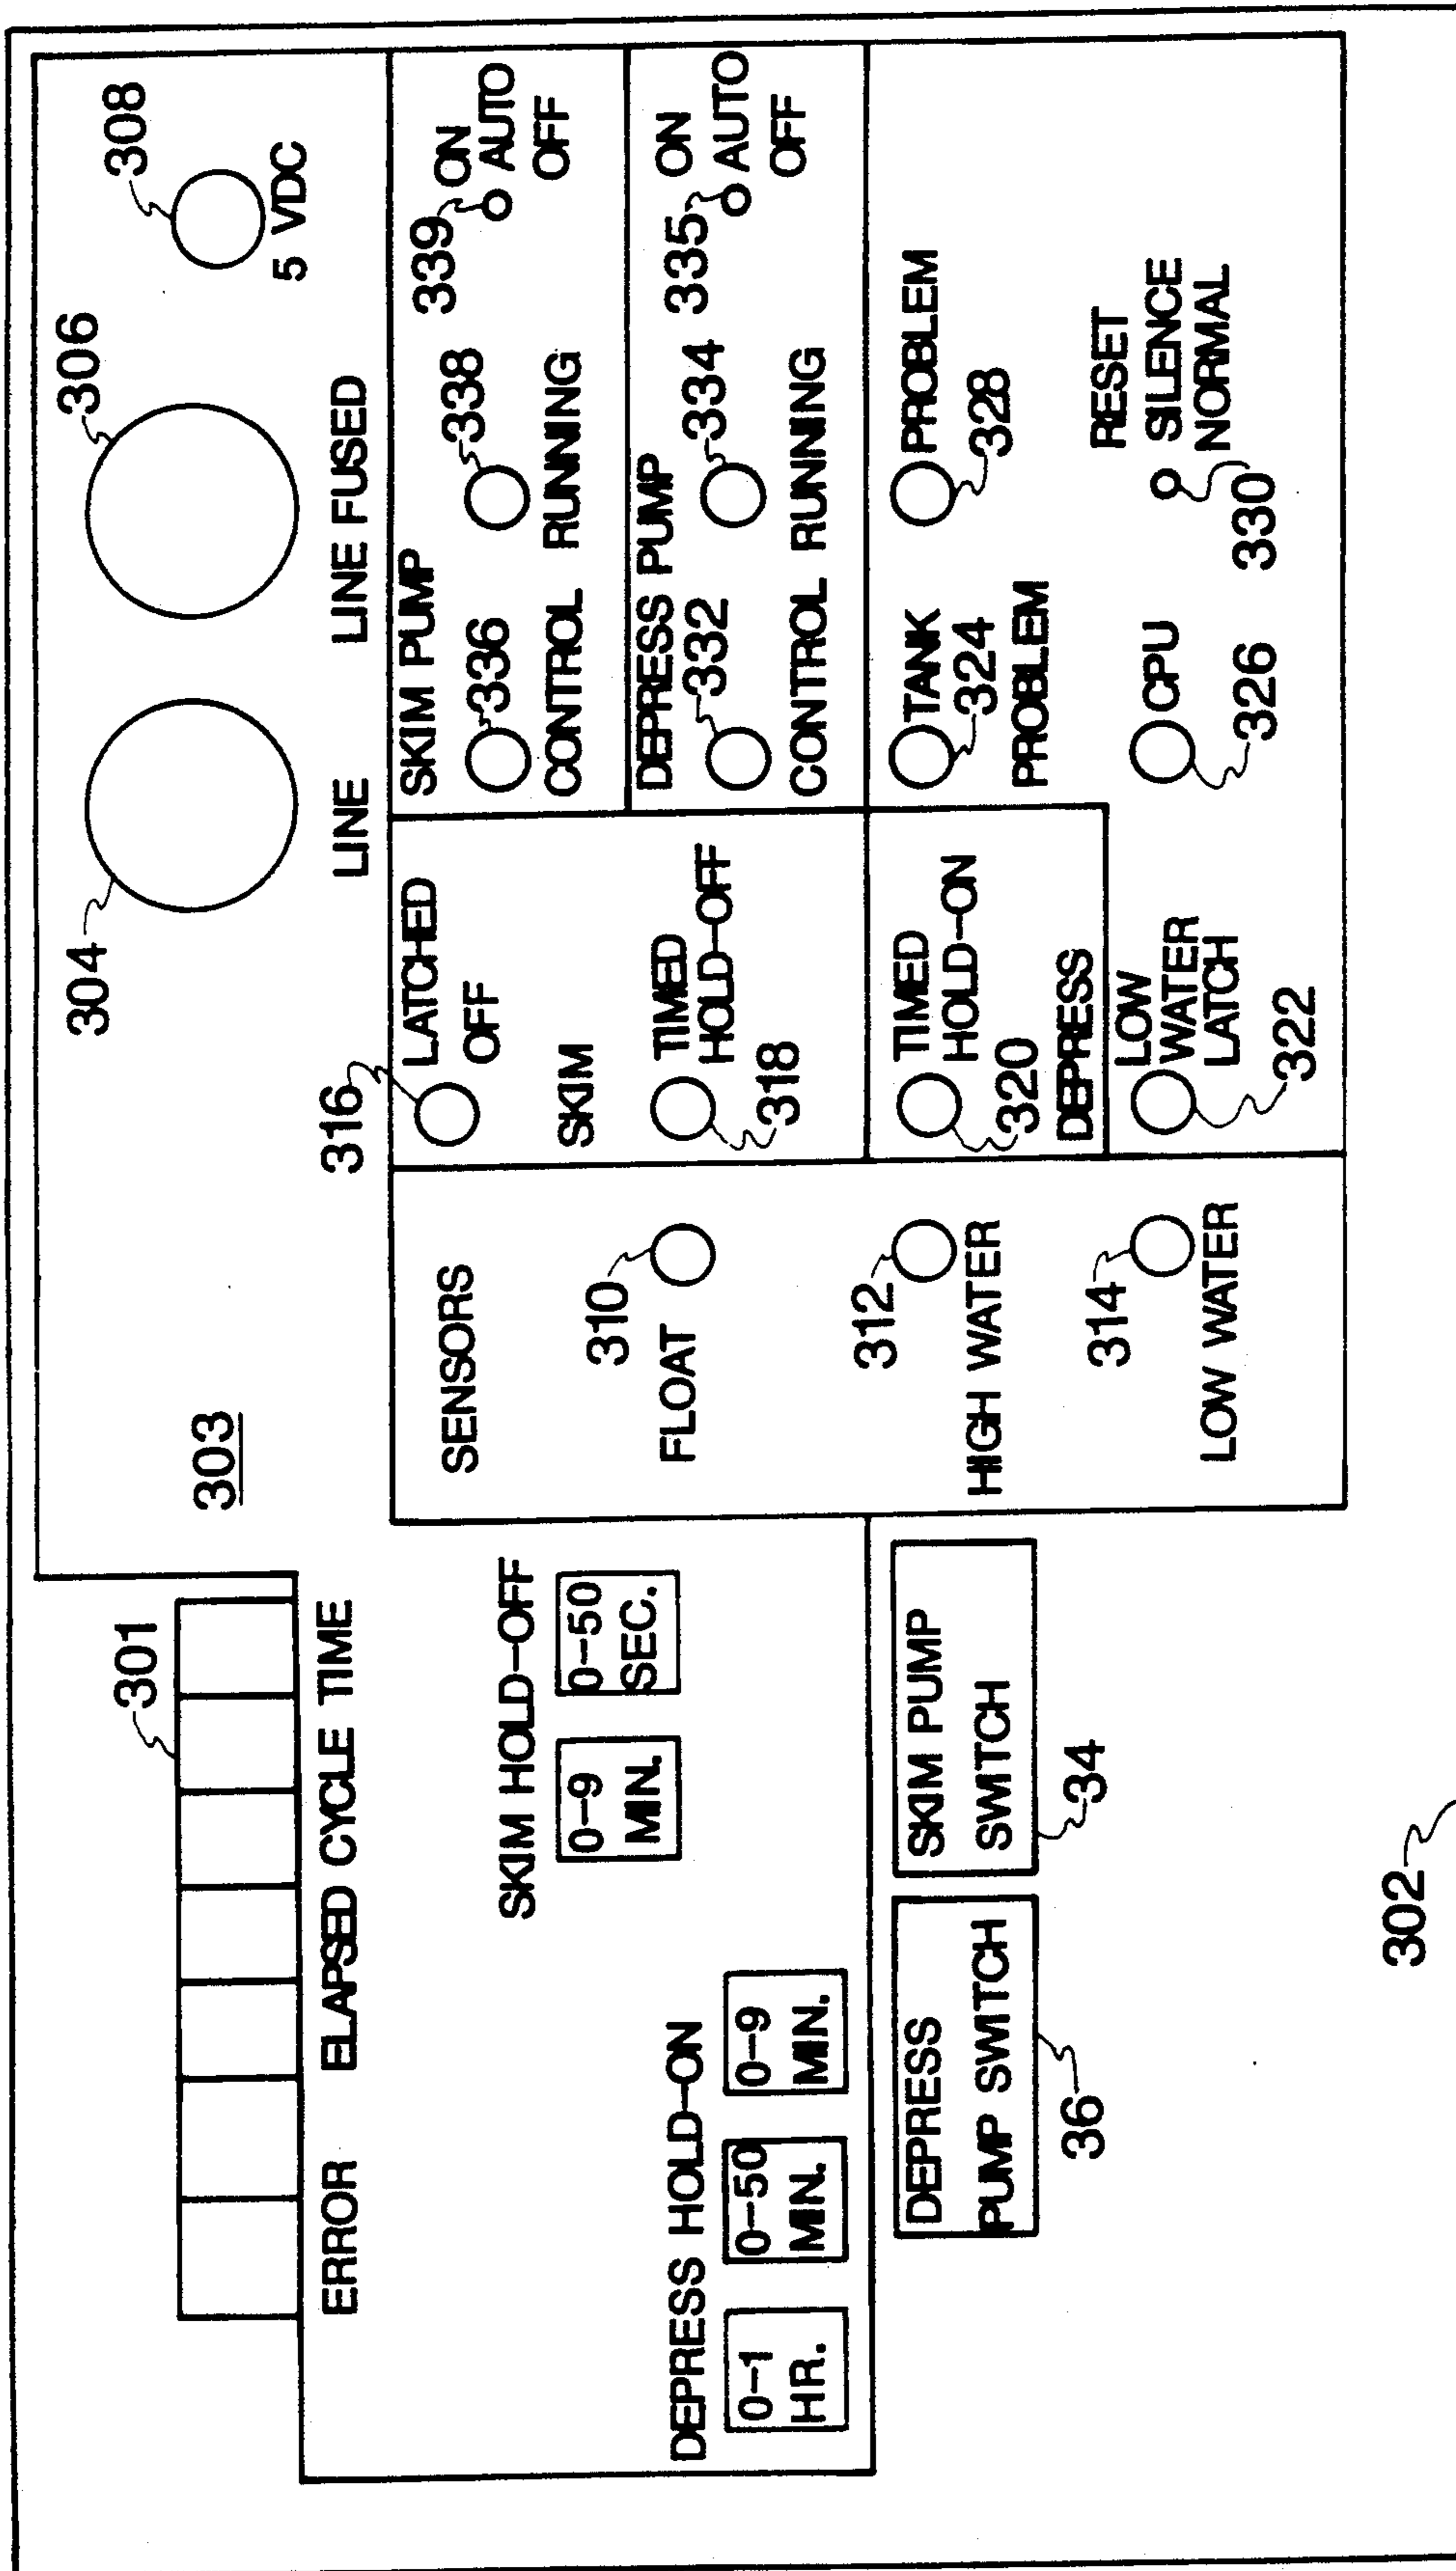 304
306
308
LINE
LINE FUSED
5 VDC
301
303
ERROR
ELAPSED CYCLE TIME
SKIM HOLD-OFF
0-9
MIN.
0-50
SEC.
DEPRESS HOLD-ON
0-1
HR.
0-50
MIN.
0-9
MIN.
DEPRESS
PUMP SWITCH
36
SKIM PUMP
SWITCH
34
SENSORS
310
FLOAT
312
HIGH WATER
314
LOW WATER
316
LATCHED
OFF
SKIM
TIMED
HOLD-OFF
318
TIMED
HOLD-ON
320
DEPRESS
LOW
WATER
LATCH
322
SKIM PUMP
336
338
339
ON
AUTO
OFF
CONTROL
RUNNING
DEPRESS PUMP
332
334
335
ON
AUTO
OFF
CONTROL
RUNNING
TANK
324
PROBLEM
PROBLEM
328
CPU
326
RESET
SILENCE
NORMAL
330
302